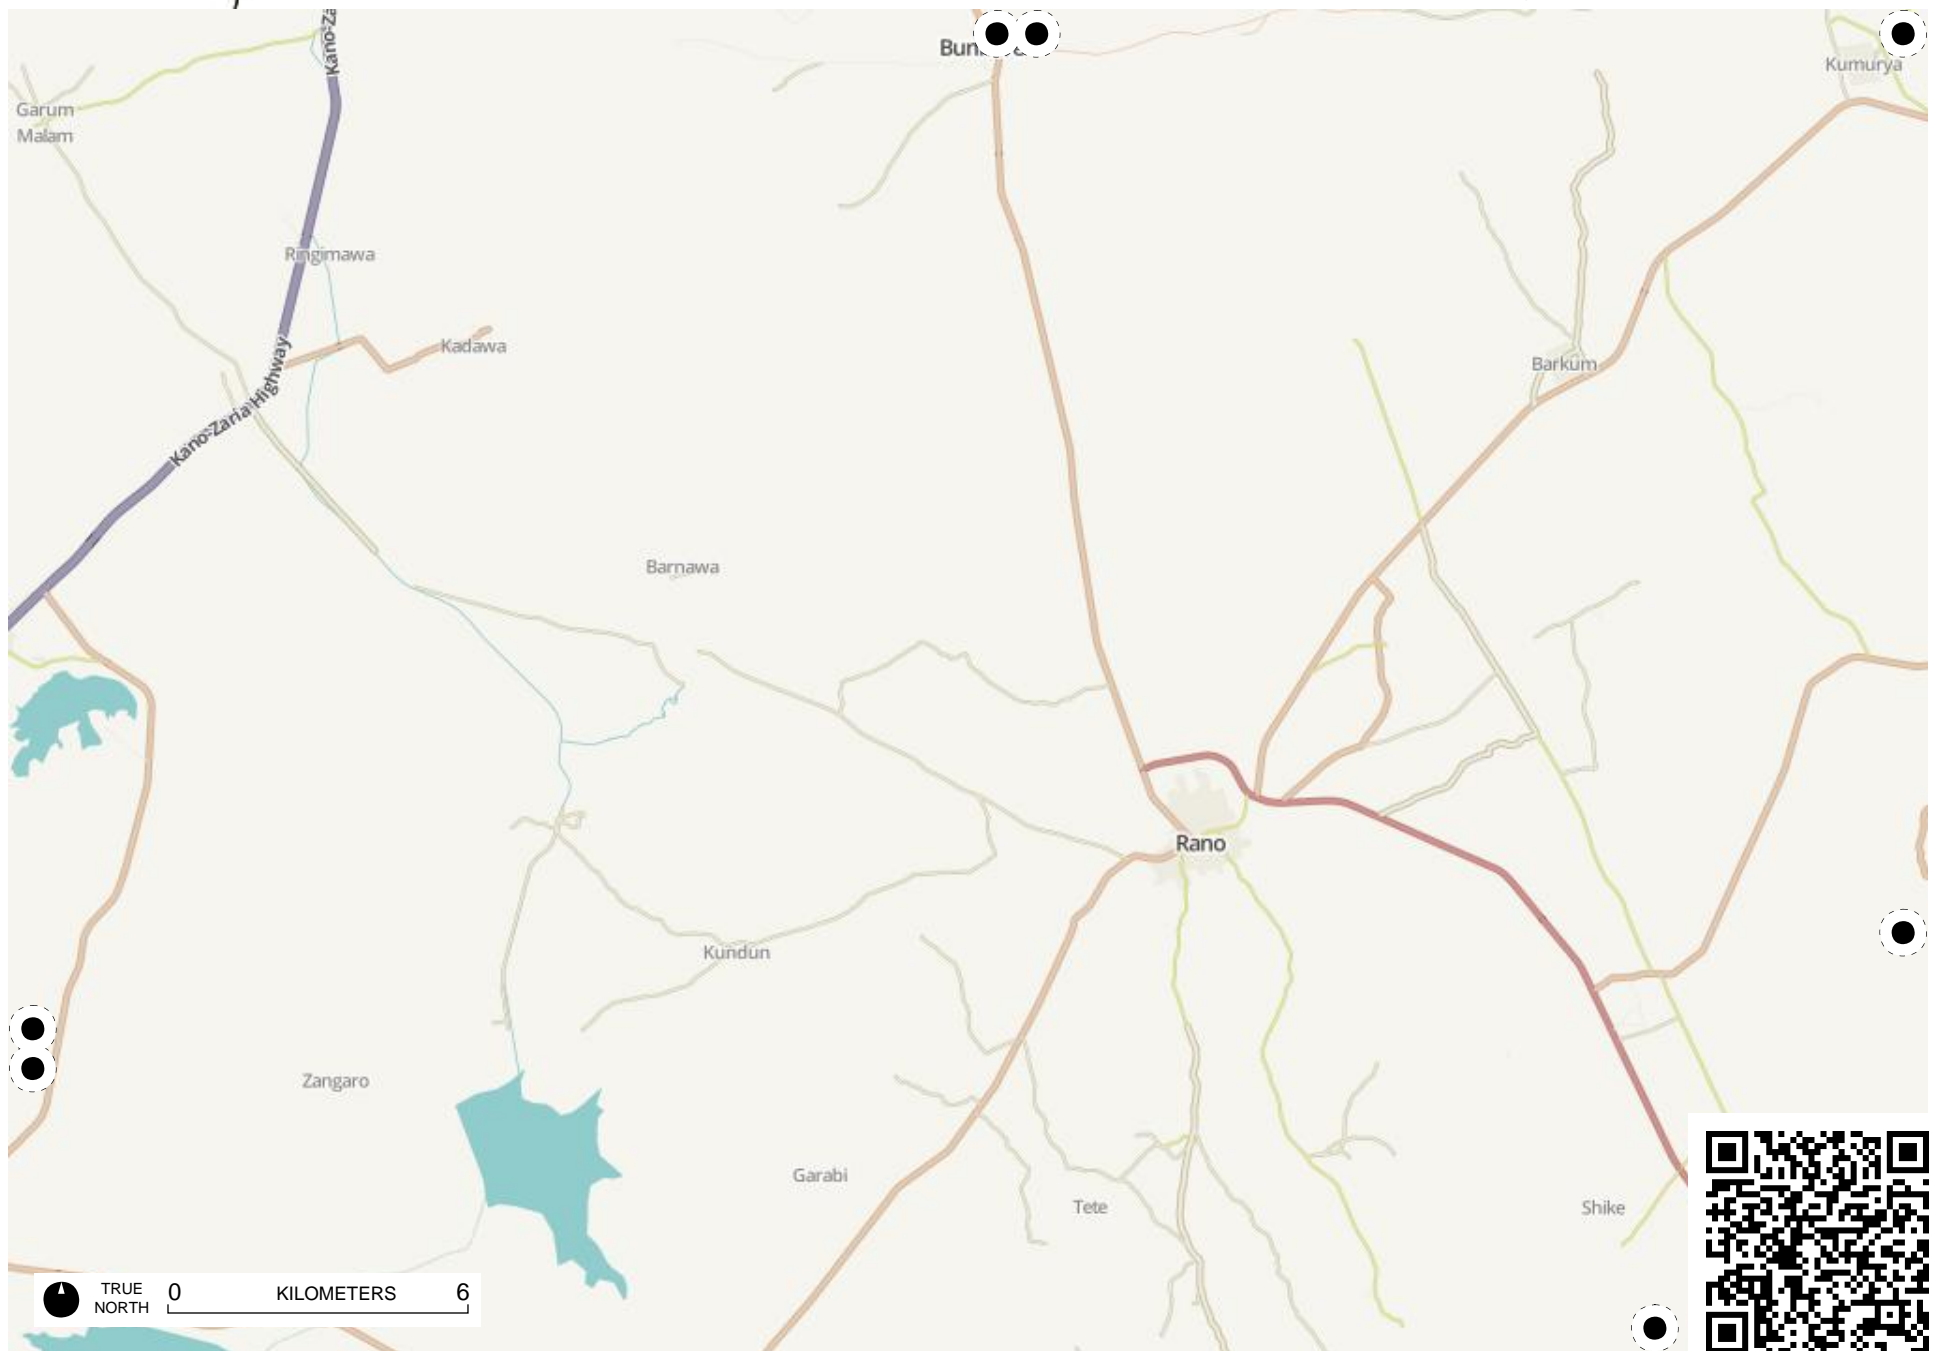 Kano-Za
Kumurya
Garum
Malam
Ringimawa
Kadawa
Kano-Zaria Highway
Barkum
Barnawa
Rano
Kundun
Zangaro
Garabi
Tete
Shike
TRUE
NORTH
0 KILOMETERS 6